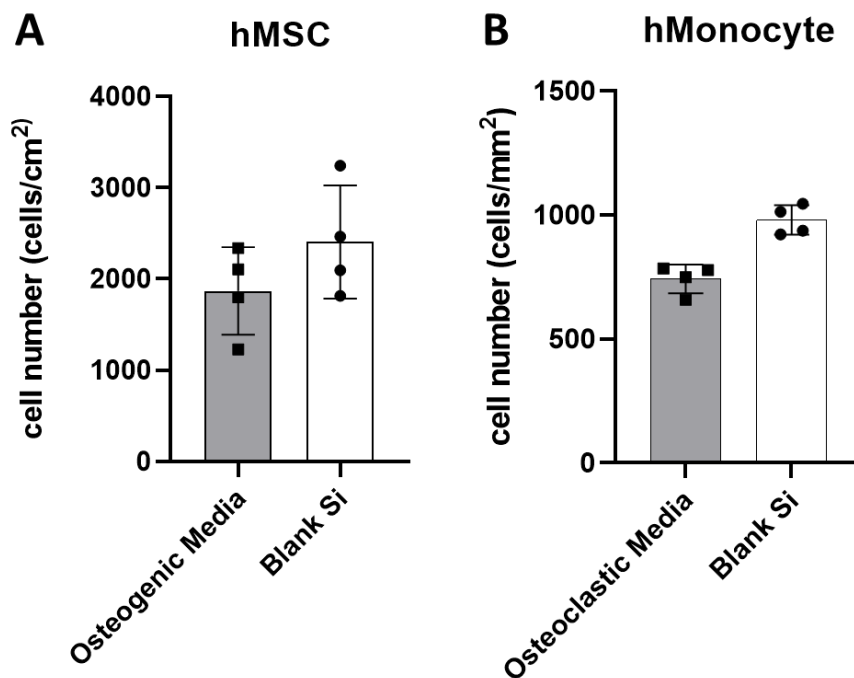 A
hMSC
cell number (cells/cm²⁾
4000
3000
2000
1000
0
Osteogenic Media
Blank Si
B
hMonocyte
cell number (cells/mm²)
1500
1000
500
0
Osteoclastic Media
Blank Si